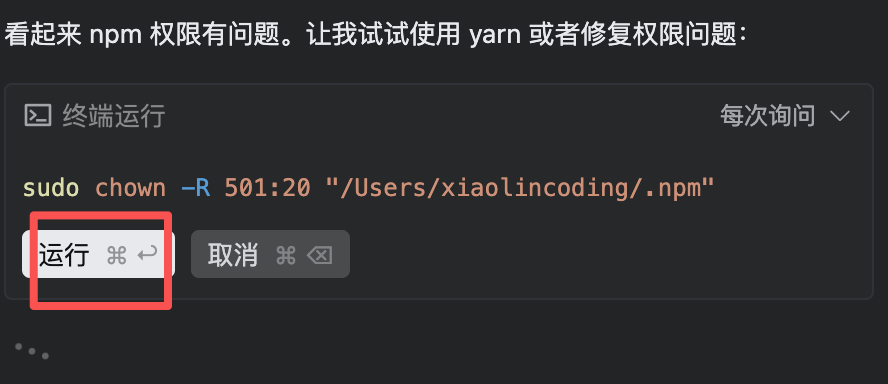 看起来 npm 权限有问题。让我试试使用 yarn 或者修复权限问题：
终端运行
每次询问
sudo chown -R 501:20 "/Users/xiaolincoding/.npm"
运行 ⌘ ↩
取消 ⌘ ⌫